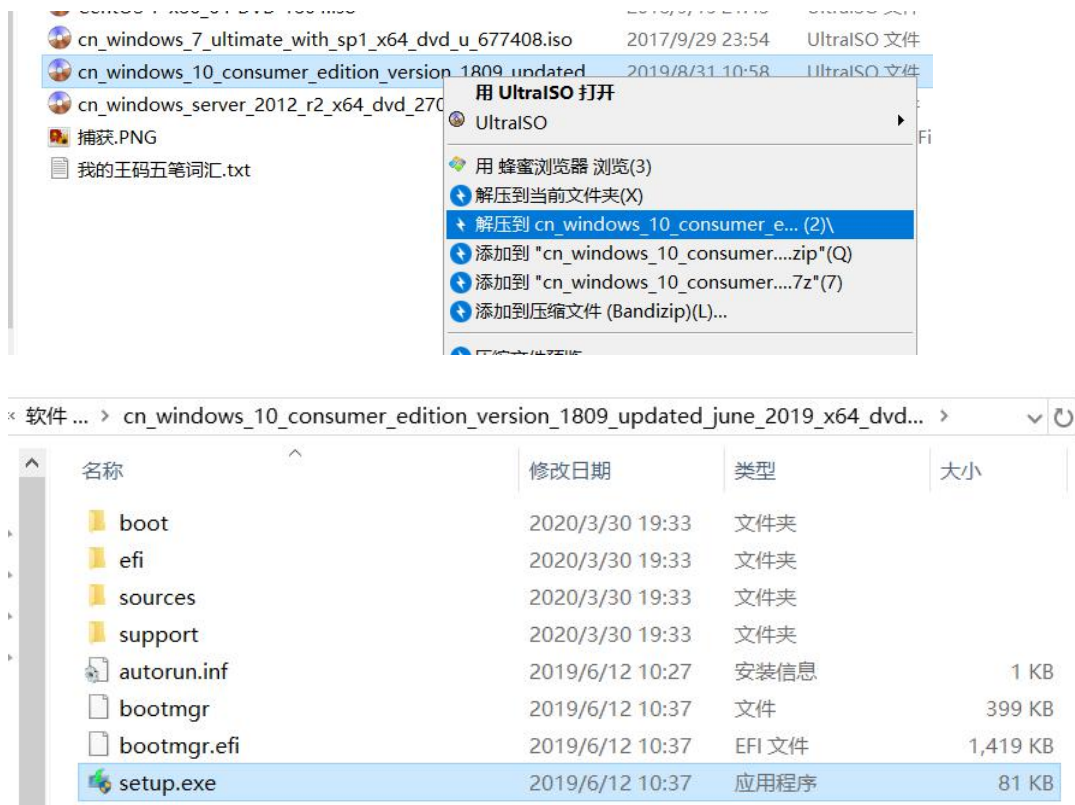 cn_windows_7_ultimate_with_sp1_x64_dvd_u_677408.iso 2017/9/29 23:54 UltraISO 文件
cn_windows_10_consumer_edition_version_1809_updated 2019/8/31 10:58 UltraISO 文件
cn_windows_server_2012_r2_x64_dvd_270
捕获.PNG
我的王码五笔词汇.txt
用 UltraISO 打开
UltraISO
用 蜂蜜浏览器 浏览(3)
解压到当前文件夹(X)
解压到 cn_windows_10_consumer_e... (2)\
添加到 "cn_windows_10_consumer....zip"(Q)
添加到 "cn_windows_10_consumer....7z"(7)
添加到压缩文件 (Bandizip)(L)...
« 软件 ... > cn_windows_10_consumer_edition_version_1809_updated_june_2019_x64_dvd... >
名称 修改日期 类型 大小
boot 2020/3/30 19:33 文件夹
efi 2020/3/30 19:33 文件夹
sources 2020/3/30 19:33 文件夹
support 2020/3/30 19:33 文件夹
autorun.inf 2019/6/12 10:27 安装信息 1 KB
bootmgr 2019/6/12 10:37 文件 399 KB
bootmgr.efi 2019/6/12 10:37 EFI 文件 1,419 KB
setup.exe 2019/6/12 10:37 应用程序 81 KB